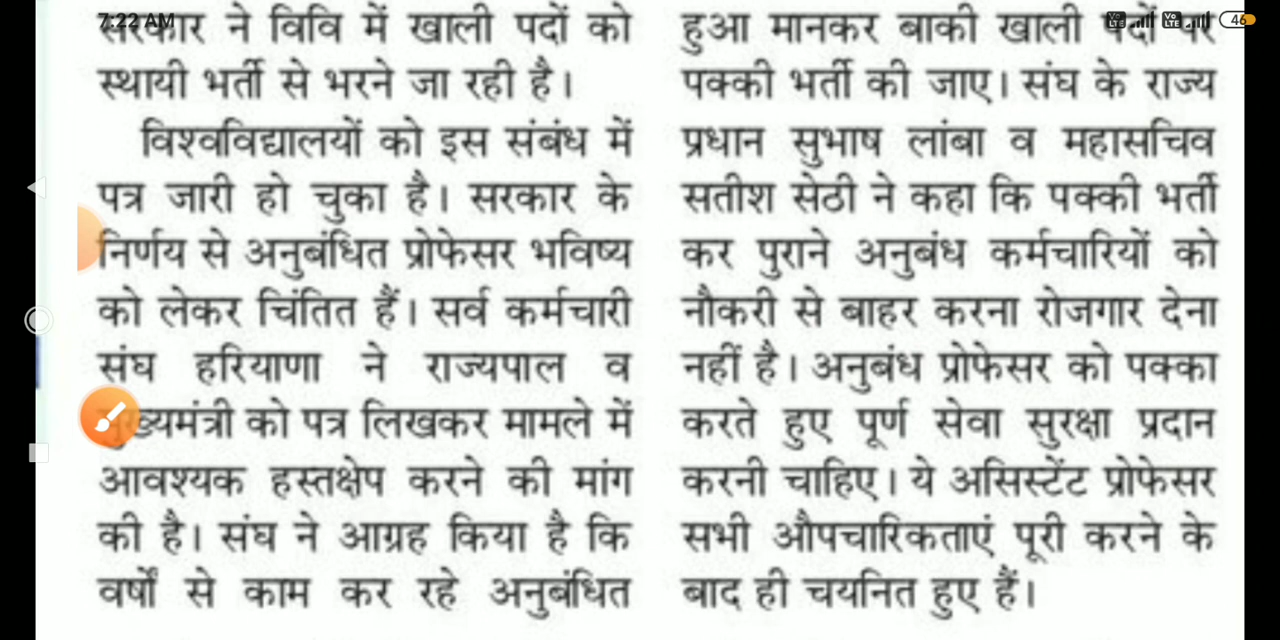 7:22 AM
46
सरकार ने विवि में खाली पदों को
स्थायी भर्ती से भरने जा रही है।
विश्वविद्यालयों को इस संबंध में
पत्र जारी हो चुका है। सरकार के
निर्णय से अनुबंधित प्रोफेसर भविष्य
को लेकर चिंतित हैं। सर्व कर्मचारी
संघ हरियाणा ने राज्यपाल व
मुख्यमंत्री को पत्र लिखकर मामले में
आवश्यक हस्तक्षेप करने की मांग
की है। संघ ने आग्रह किया है कि
वर्षों से काम कर रहे अनुबंधित
हुआ मानकर बाकी खाली पदों पर
पक्की भर्ती की जाए। संघ के राज्य
प्रधान सुभाष लांबा व महासचिव
सतीश सेठी ने कहा कि पक्की भर्ती
कर पुराने अनुबंध कर्मचारियों को
नौकरी से बाहर करना रोजगार देना
नहीं है। अनुबंध प्रोफेसर को पक्का
करते हुए पूर्ण सेवा सुरक्षा प्रदान
करनी चाहिए। ये असिस्टेंट प्रोफेसर
सभी औपचारिकताएं पूरी करने के
बाद ही चयनित हुए हैं।